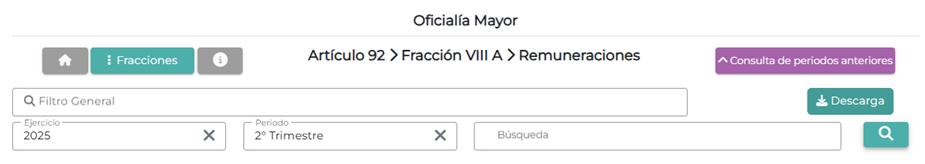 Oficialía Mayor
Fracciones
Artículo 92 > Fracción VIII A > Remuneraciones
Consulta de periodos anteriores
Filtro General
Descarga
Ejercicio
2025
Periodo
2° Trimestre
Búsqueda